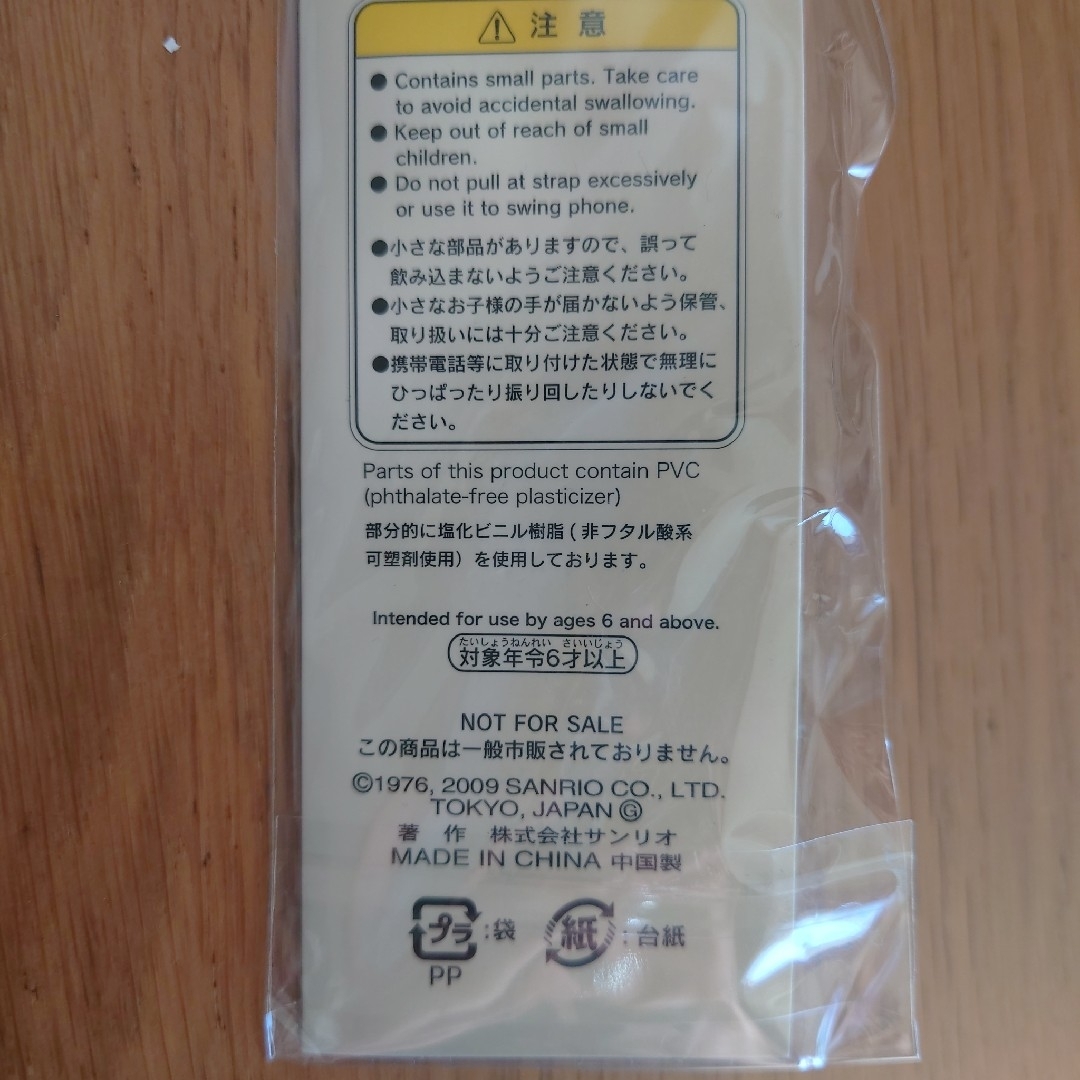 ⚠ 注意
● Contains small parts. Take care
to avoid accidental swallowing.
● Keep out of reach of small
children.
● Do not pull at strap excessively
or use it to swing phone.
●小さな部品がありますので、誤って
飲み込まないようご注意ください。
●小さなお子様の手が届かないよう保管、
取り扱いには十分ご注意ください。
●携帯電話等に取り付けた状態で無理に
ひっぱったり振り回したりしないでく
ださい。
Parts of this product contain PVC
(phthalate-free plasticizer)
部分的に塩化ビニル樹脂(非フタル酸系
可塑剤使用)を使用しております。
Intended for use by ages 6 and above.
たいしょうねんれい さいいじょう
対象年令6才以上
NOT FOR SALE
この商品は一般市販されておりません。
©1976, 2009 SANRIO CO., LTD.
TOKYO, JAPAN Ⓖ
著作 株式会社サンリオ
MADE IN CHINA 中国製
プラ:袋 紙:台紙
PP